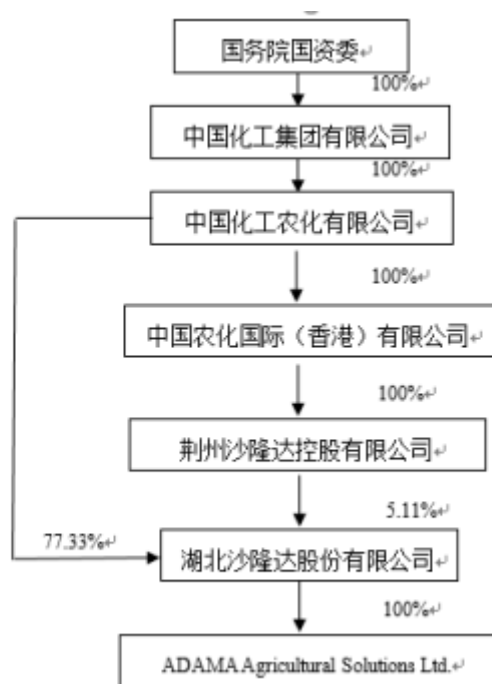 国务院国资委
100%
中国化工集团有限公司
100%
中国化工农化有限公司
100%
中国农化国际（香港）有限公司
100%
荆州沙隆达控股有限公司
5.11%
77.33%
湖北沙隆达股份有限公司
100%
ADAMA Agricultural Solutions Ltd.